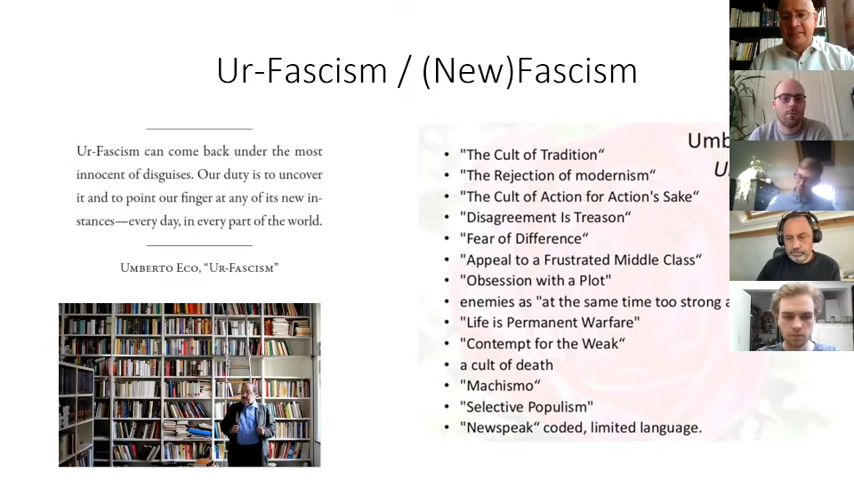 Ur-Fascism / (New)Fascism
Ur-Fascism can come back under the most
innocent of disguises. Our duty is to uncover
it and to point our finger at any of its new in-
stances—every day, in every part of the world.
Umberto Eco, “Ur-Fascism”
Umb
U
• "The Cult of Tradition“
• "The Rejection of modernism“
• "The Cult of Action for Action's Sake“
• "Disagreement Is Treason“
• "Fear of Difference“
• "Appeal to a Frustrated Middle Class“
• "Obsession with a Plot"
• enemies as "at the same time too strong a
• "Life is Permanent Warfare"
• "Contempt for the Weak“
• a cult of death
• "Machismo“
• "Selective Populism"
• "Newspeak“ coded, limited language.